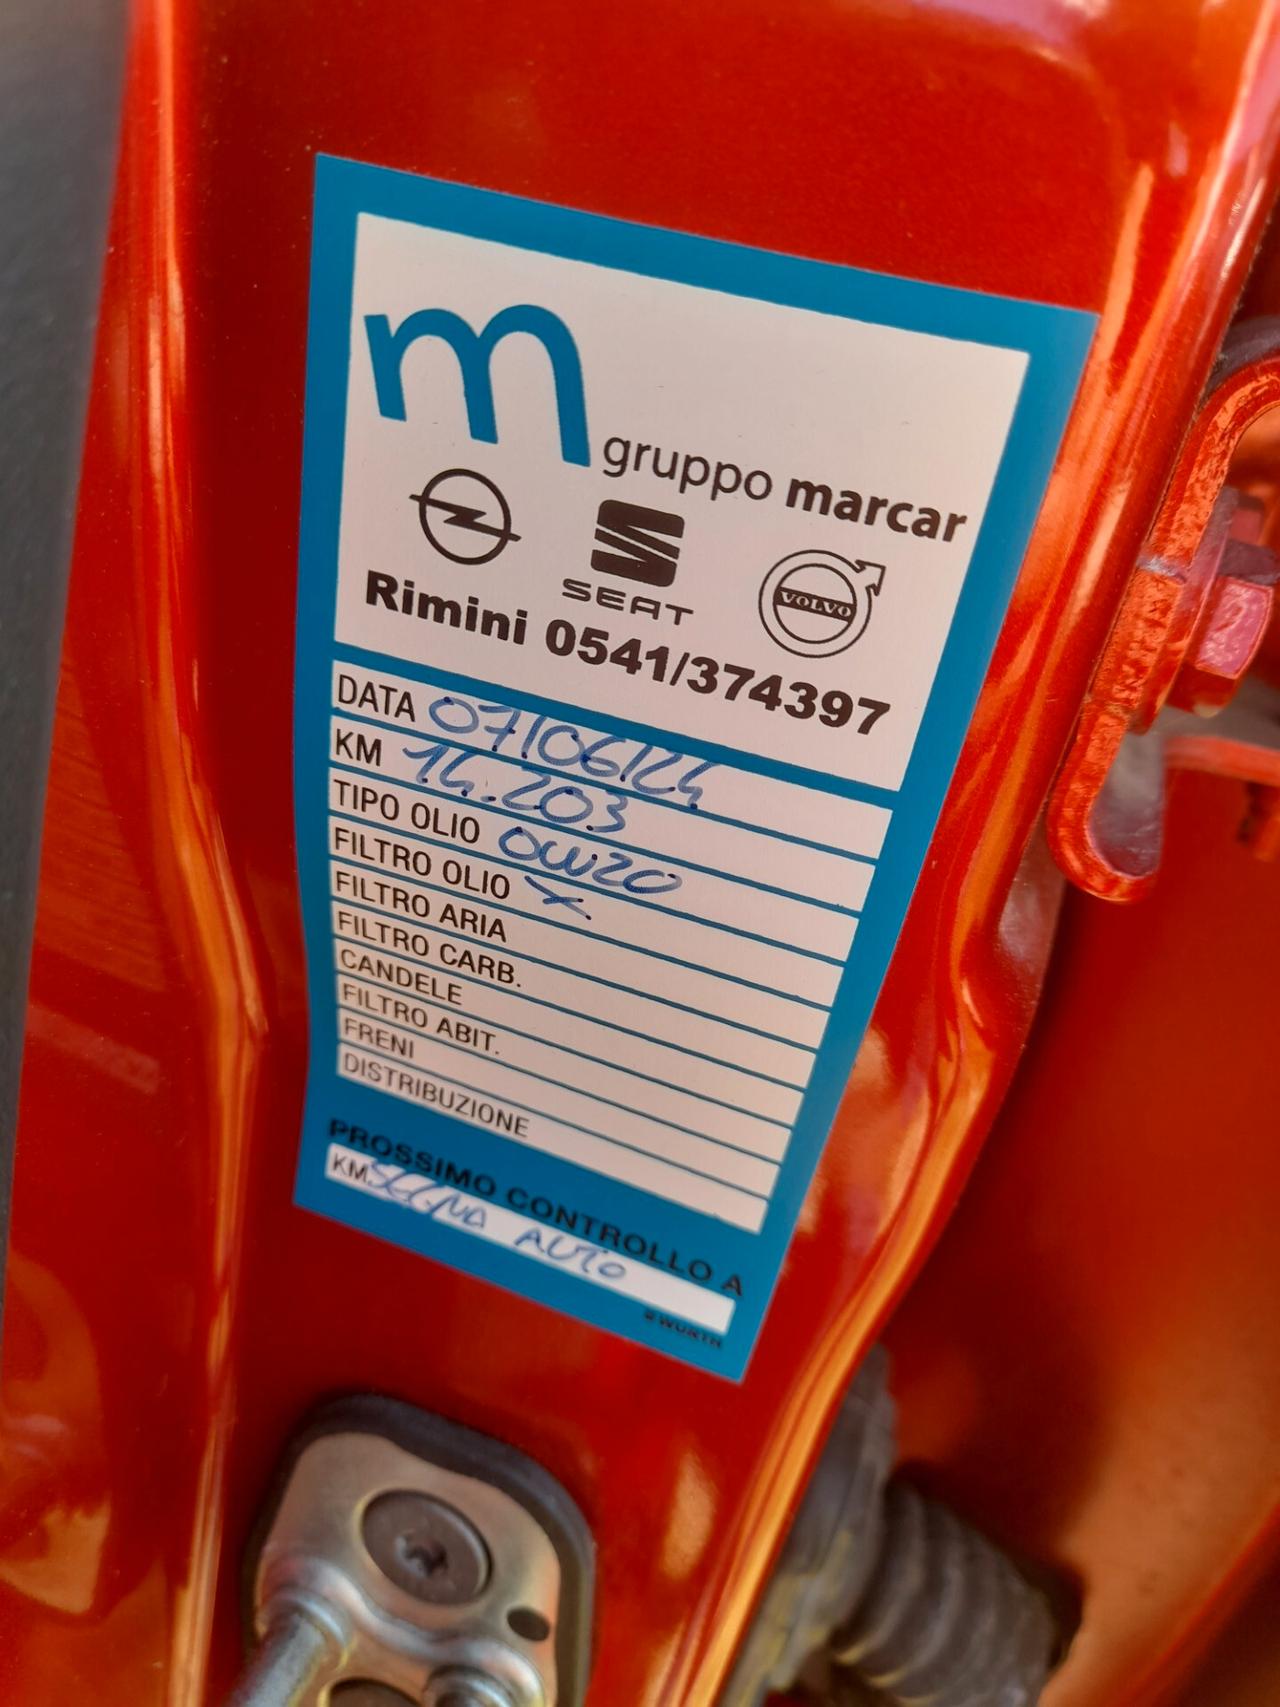 m gruppo marcar
SEAT VOLVO
Rimini 0541/374397
DATA 07/06/24
KM 14.203
TIPO OLIO 0W20
FILTRO OLIO X
FILTRO ARIA
FILTRO CARB.
CANDELE
FILTRO ABIT.
FRENI
DISTRIBUZIONE
PROSSIMO CONTROLLO A
KM SEGNA AUTO
WÜRTH